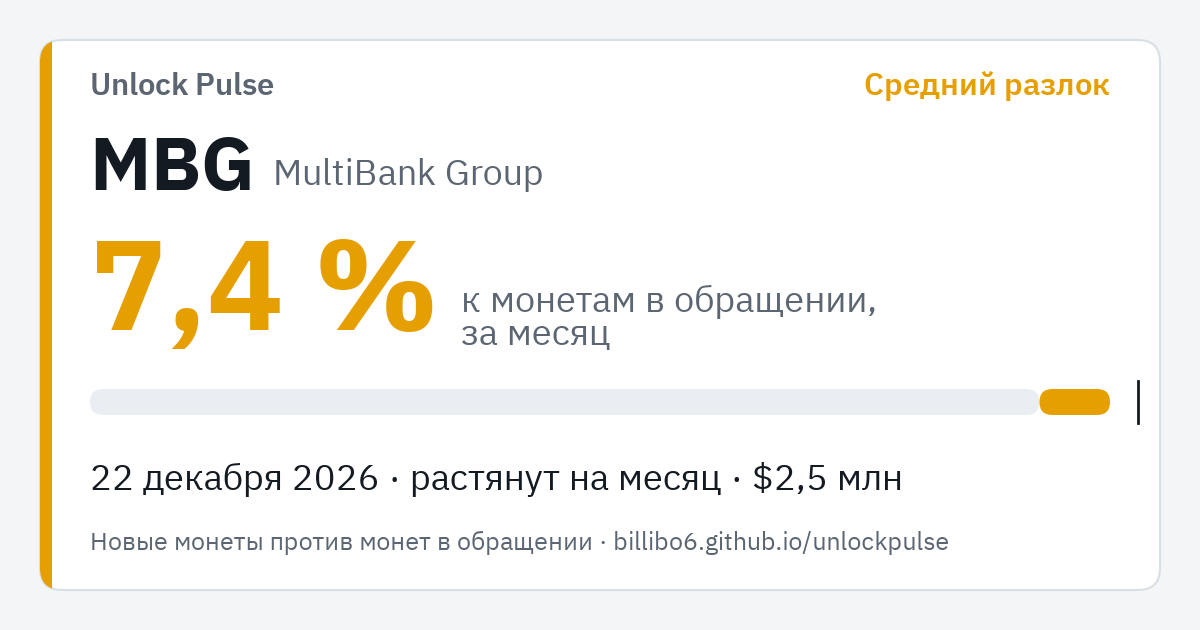 Unlock Pulse
Средний разлок
MBG MultiBank Group
7,4 % к монетам в обращении,
за месяц
22 декабря 2026 · растянут на месяц · $2,5 млн
Новые монеты против монет в обращении · billibo6.github.io/unlockpulse